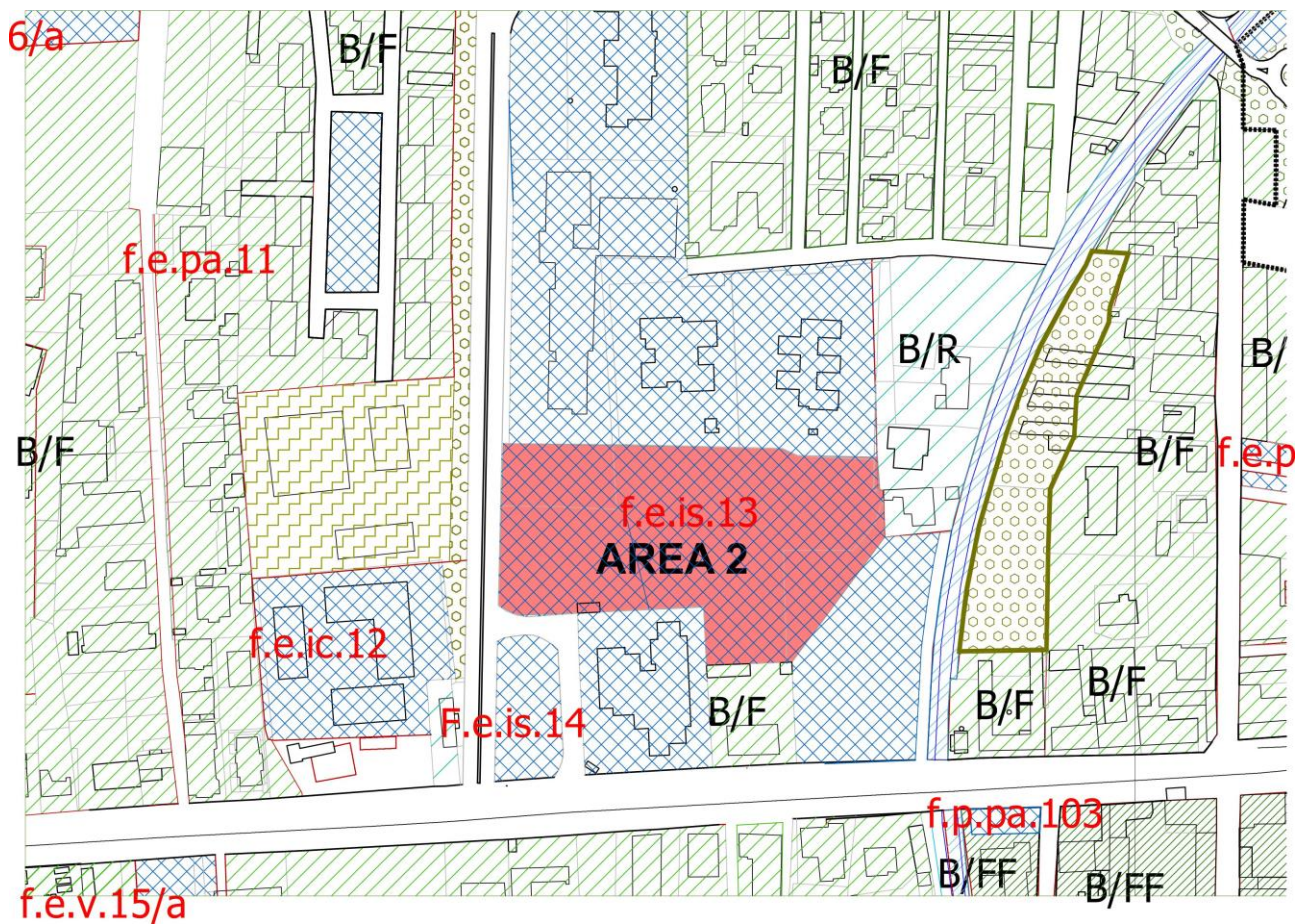 6/a
B/F
B/F
f.e.pa.11
B/R
B/
B/F
B/F
f.e.p
f.e.is.13
AREA 2
f.e.ic.12
F.e.is.14
B/F
B/F
B/F
f.p.pa.103
B/FF
B/FF
f.e.v.15/a